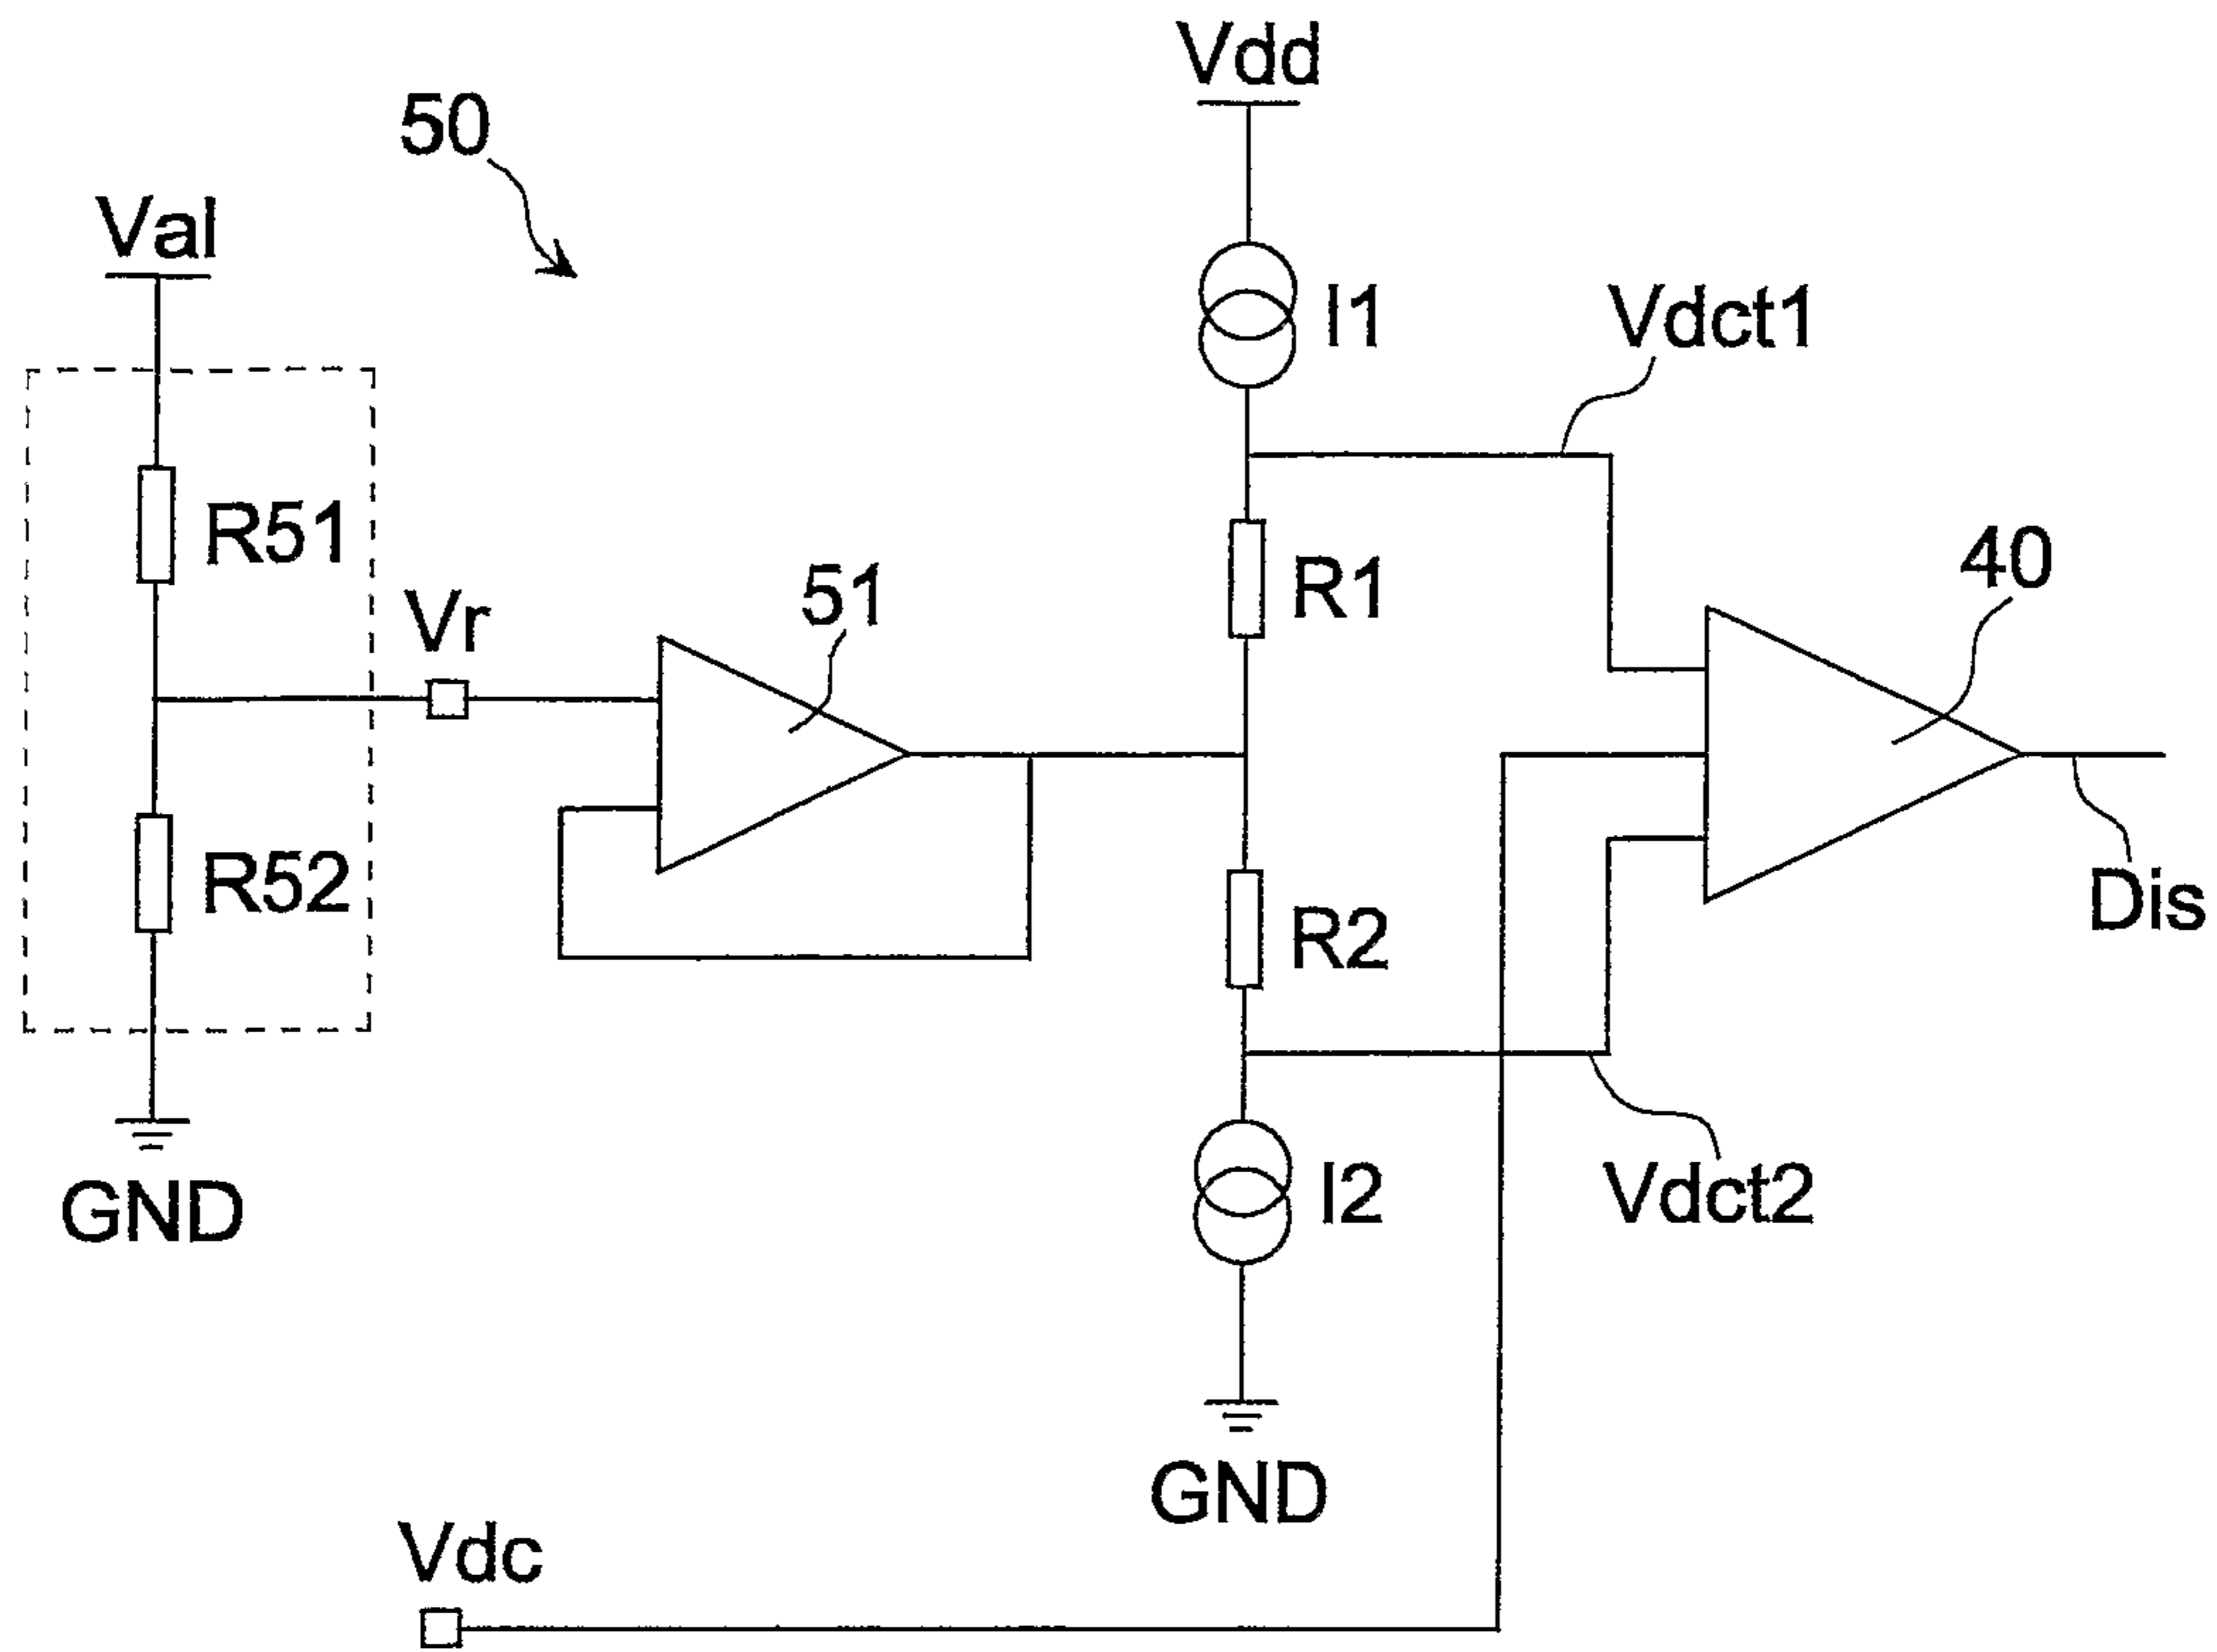 Vdd
50
Val
I1
Vdct1
R51
R1
40
Vr
51
R52
R2
Dis
GND
I2
Vdct2
GND
Vdc